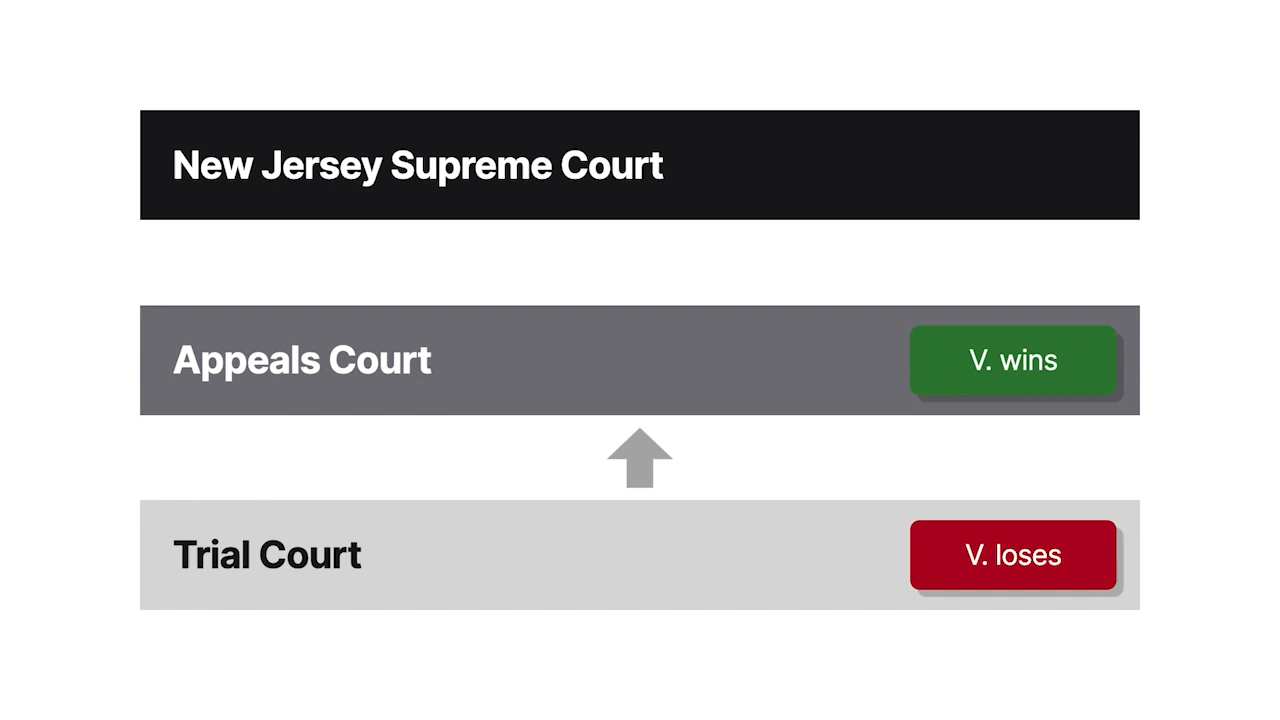 New Jersey Supreme Court
Appeals Court
V. wins
Trial Court
V. loses